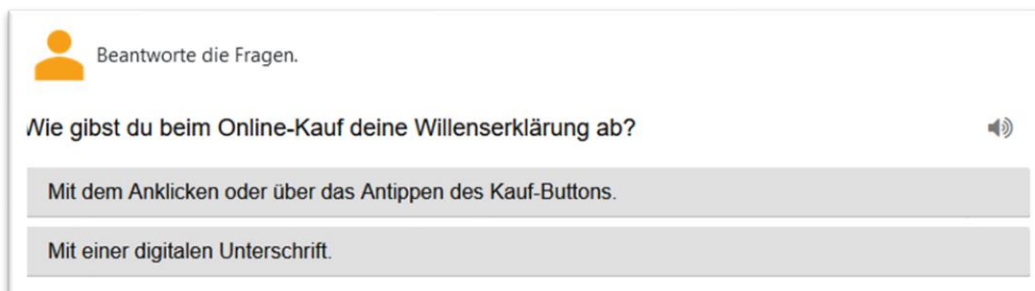 Beantworte die Fragen.
Wie gibst du beim Online-Kauf deine Willenserklärung ab?
Mit dem Anklicken oder über das Antippen des Kauf-Buttons.
Mit einer digitalen Unterschrift.